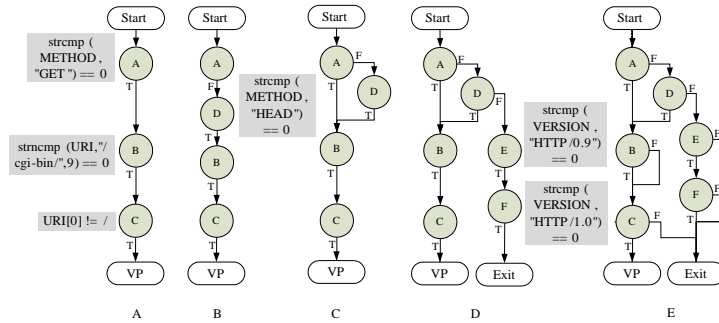 Start
Start
Start
Start
Start
strcmp (
METHOD ,
"GET ") == 0
A
T
A
F
D
T
strcmp (
METHOD ,
"HEAD")
== 0
A
F
T
D
T
A
F
T
D
F
T
A
F
T
D
F
T
strncmp (URI,"/
cgi-bin/",9) == 0
B
T
B
T
B
T
B
T
E
T
strcmp (
VERSION ,
"HTTP /0.9")
== 0
B
F
T
E
F
T
URI[0] != /
C
T
C
T
C
T
C
T
F
T
strcmp (
VERSION ,
"HTTP /1.0")
== 0
C
F
T
F
F
T
VP
VP
VP
VP
Exit
VP
Exit
A
B
C
D
E